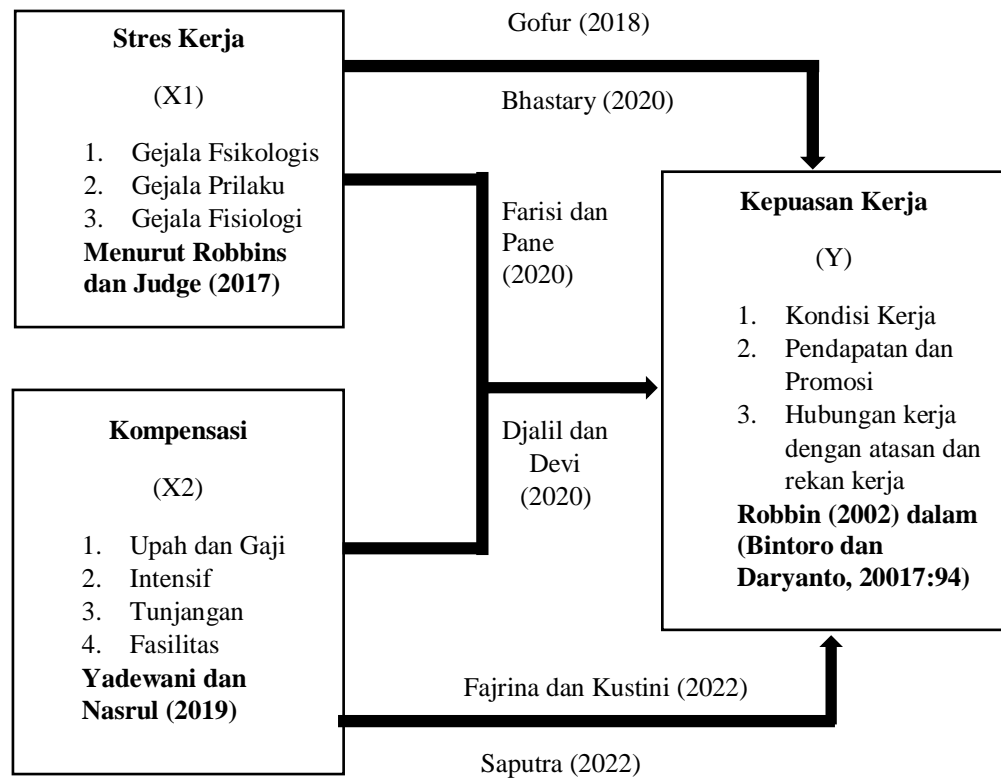 Stres Kerja
(X1)
1. Gejala Fsikologis
2. Gejala Prilaku
3. Gejala Fisiologi
Menurut Robbins
dan Judge (2017)
Gofur (2018)
Bhastary (2020)
Farisi dan
Pane
(2020)
Kepuasan Kerja
(Y)
1. Kondisi Kerja
2. Pendapatan dan
Promosi
3. Hubungan kerja
dengan atasan dan
rekan kerja
Robbin (2002) dalam
(Bintoro dan
Daryanto, 20017:94)
Kompensasi
(X2)
1. Upah dan Gaji
2. Intensif
3. Tunjangan
4. Fasilitas
Yadewani dan
Nasrul (2019)
Djalil dan
Devi
(2020)
Fajrina dan Kustini (2022)
Saputra (2022)